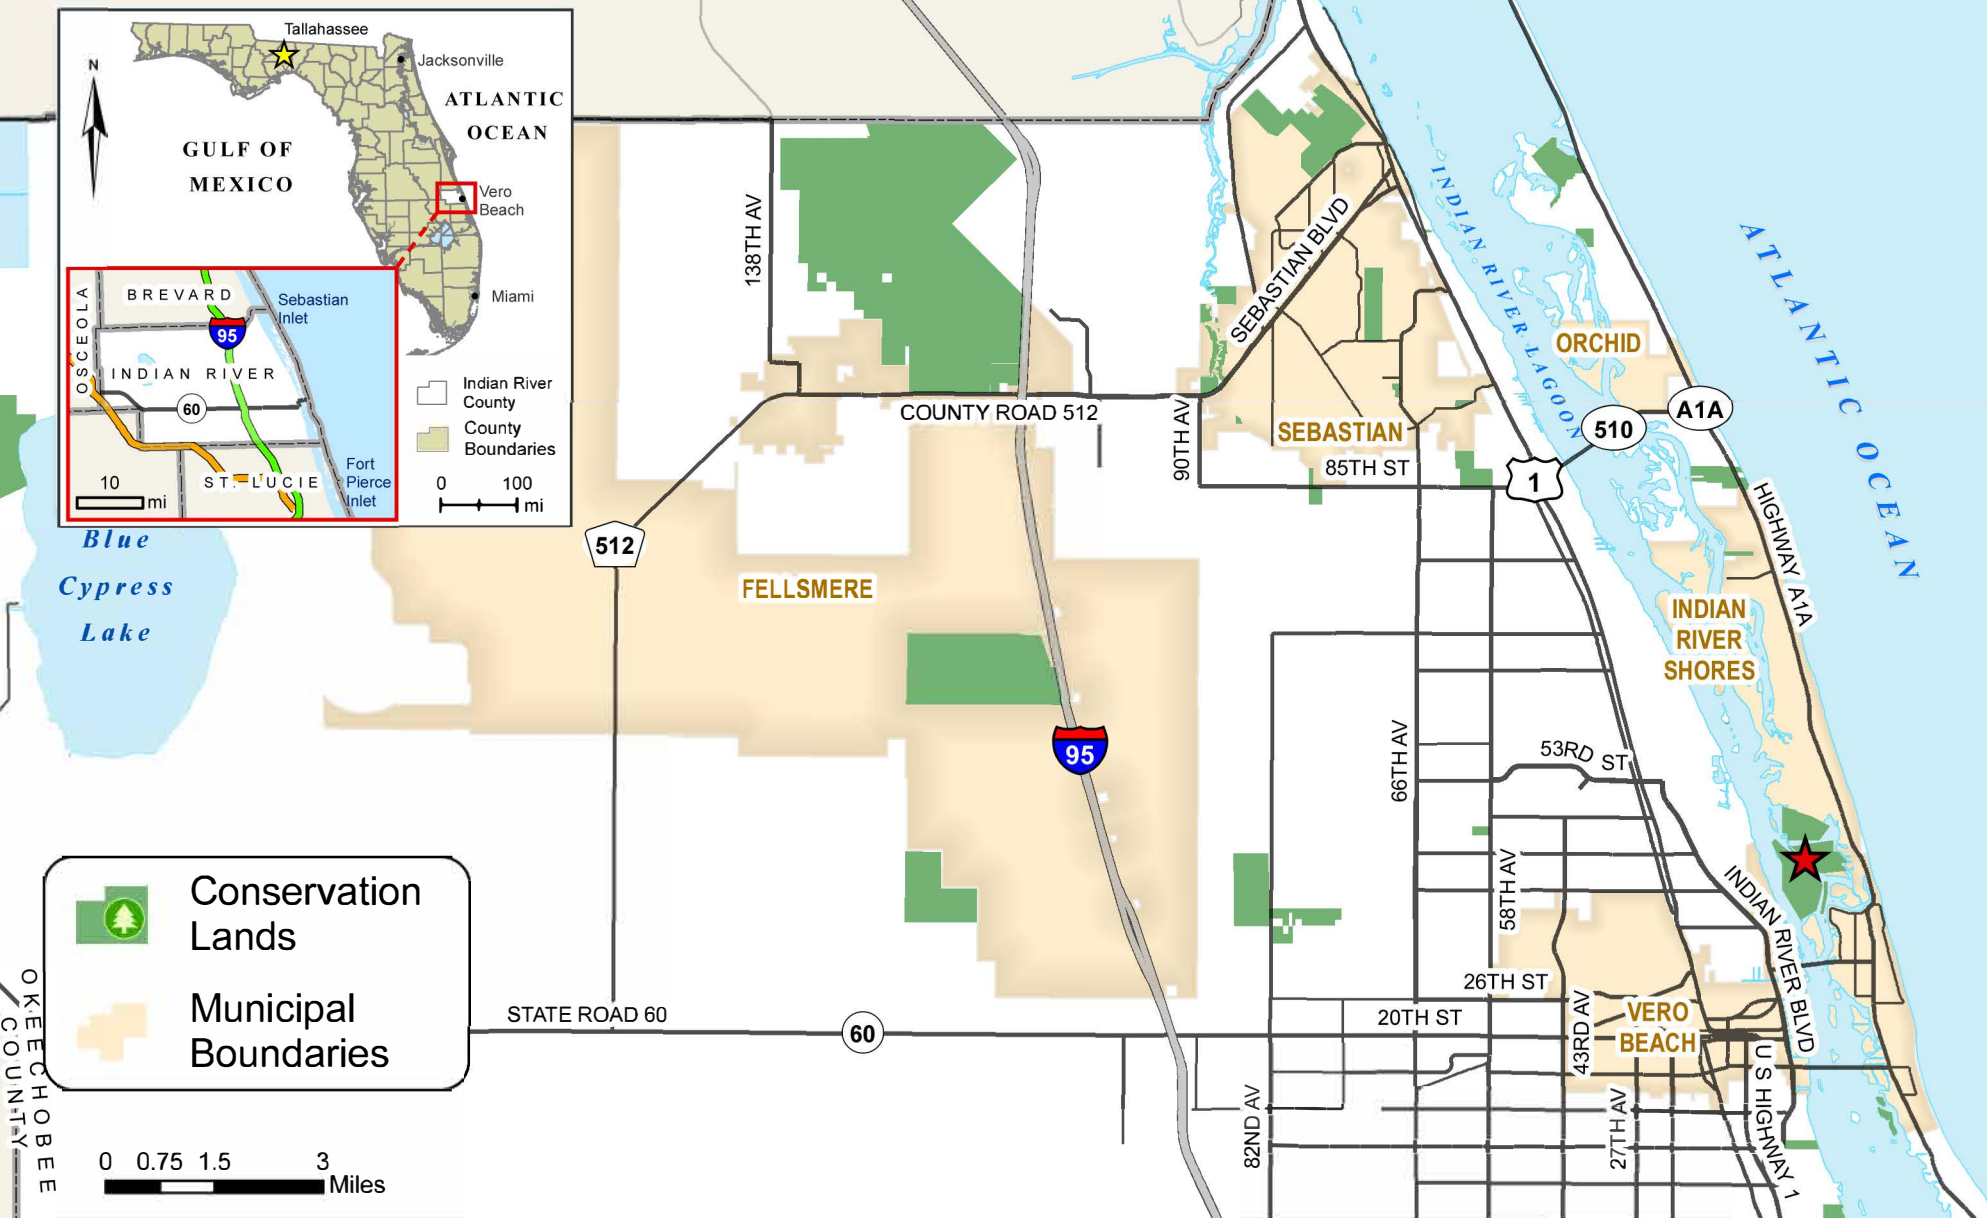 N
Tallahassee
Jacksonville
ATLANTIC
OCEAN
GULF OF
MEXICO
Vero
Beach
Miami
BREVARD
Sebastian
Inlet
OSCEOLA
95
INDIAN RIVER
60
Fort
Pierce
Inlet
ST. LUCIE
10
mi
Indian River
County
County
Boundaries
0 100
mi
Blue
Cypress
Lake
138TH AV
SEBASTIAN BLVD
INDIAN RIVER LAGOON
ATLANTIC OCEAN
ORCHID
A1A
510
COUNTY ROAD 512
90TH AV
SEBASTIAN
85TH ST
1
HIGHWAY A1A
512
FELLSMERE
INDIAN
RIVER
SHORES
95
66TH AV
53RD ST
58TH AV
INDIAN RIVER BLVD
26TH ST
20TH ST
43RD AV
VERO
BEACH
STATE ROAD 60
60
82ND AV
27TH AV
U S HIGHWAY 1
Conservation
Lands
Municipal
Boundaries
OKEECHOBEE
COUNTY
0 0.75 1.5 3
Miles